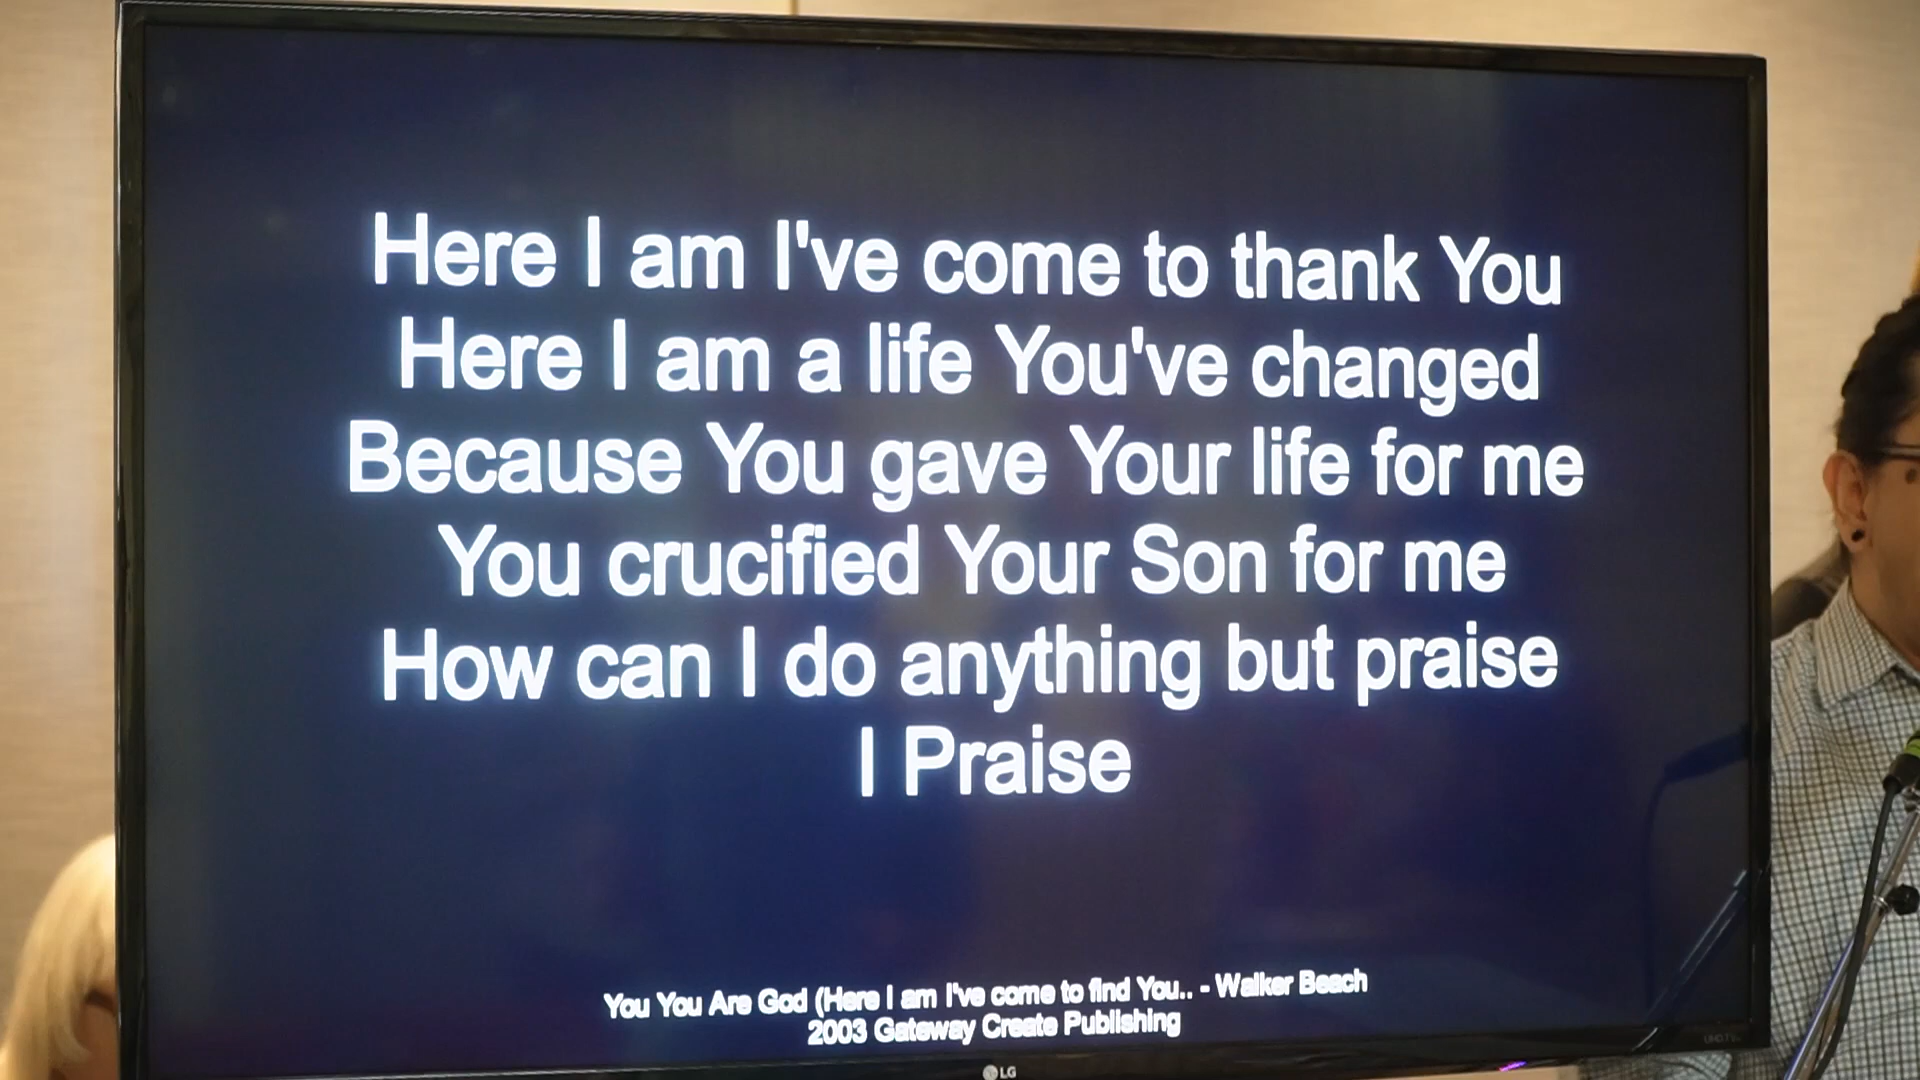 Here I am I've come to thank You
Here I am a life You've changed
Because You gave Your life for me
You crucified Your Son for me
How can I do anything but praise
I Praise
You You Are God (Here I am I've come to find You.. - Walker Beach
2003 Gateway Create Publishing
LG